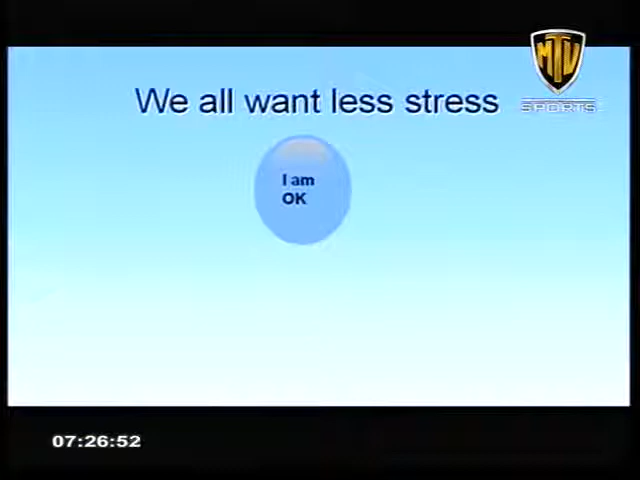 MTV
SPORTS
We all want less stress
I am
OK
07:26:52